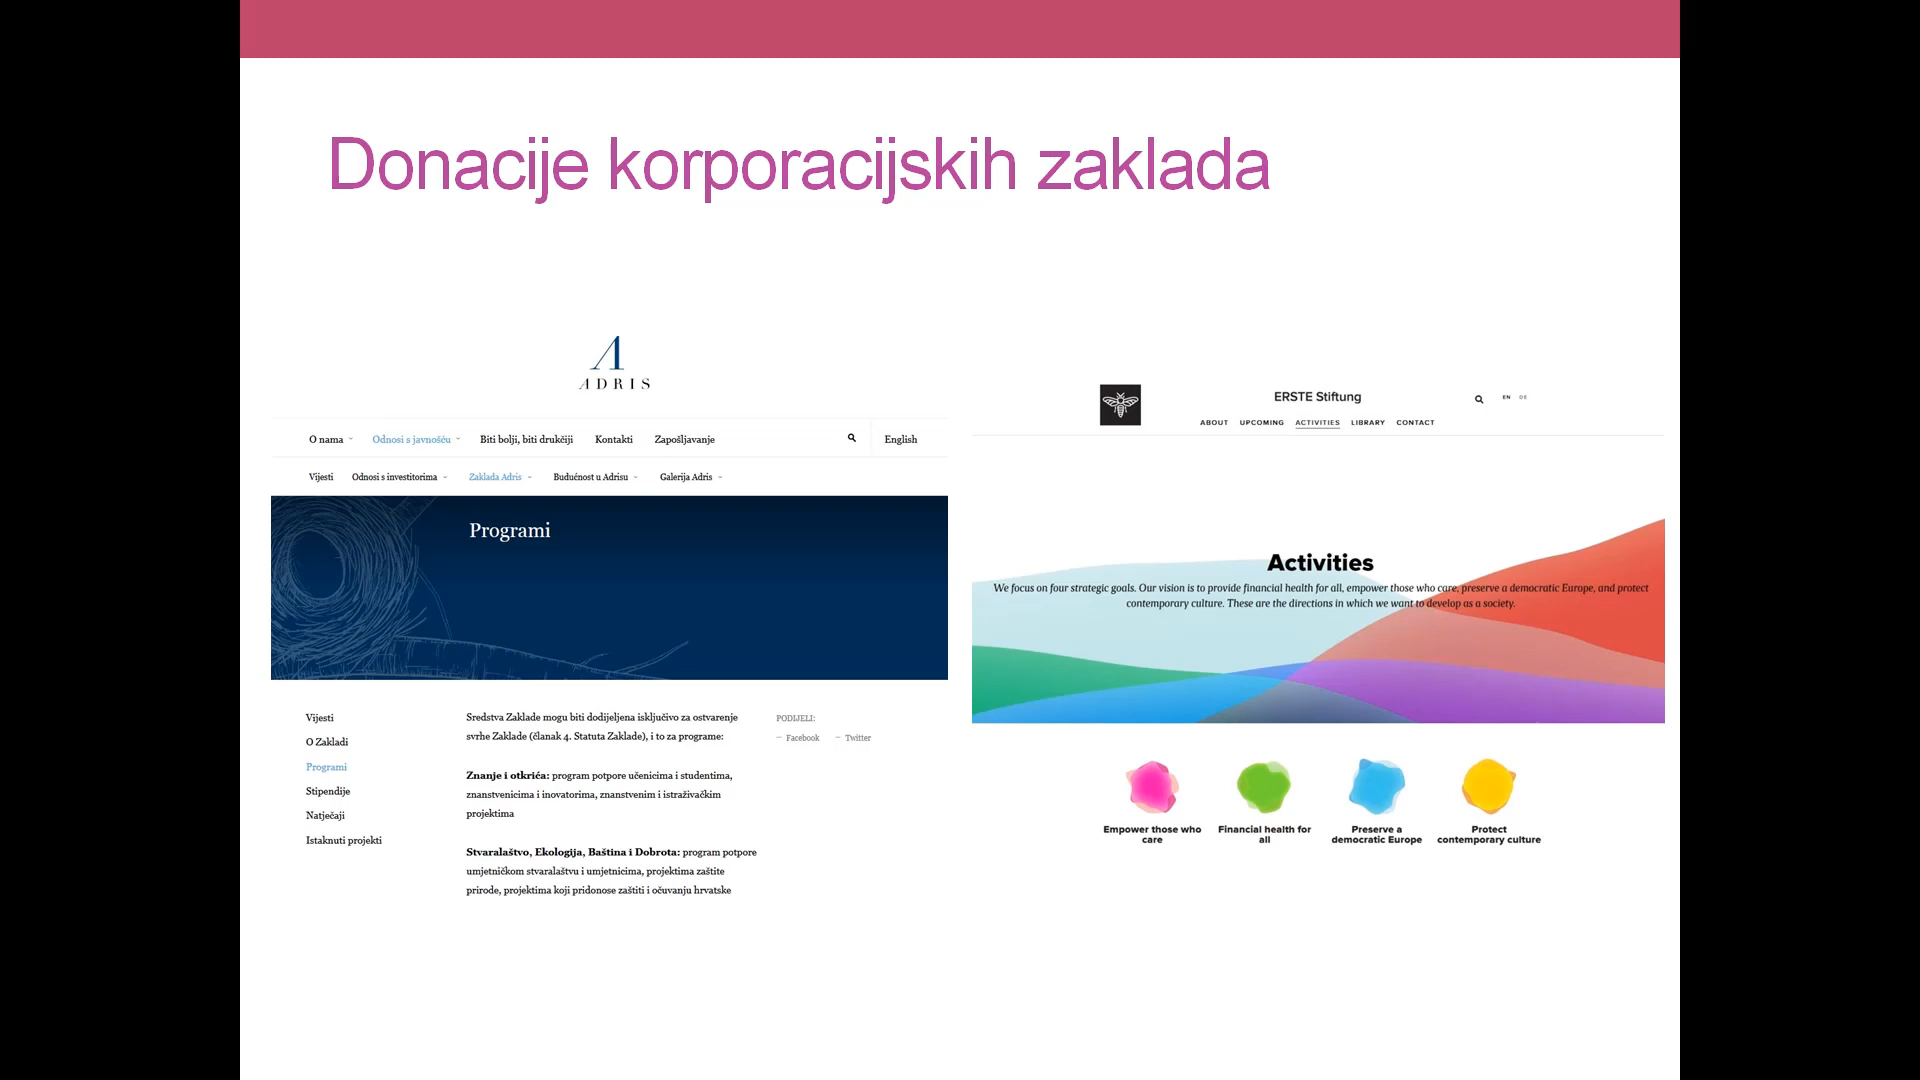 Donacije korporacijskih zaklada
A
ADRIS
O nama
Odnosi s javnošću
Biti bolji, biti drukčiji
Kontakti
Zapošljavanje
English
Vijesti
Odnosi s investitorima
Zaklada Adris
Budućnost u Adrisu
Galerija Adris
Programi
Vijesti
O Zakladi
Programi
Stipendije
Natječaji
Istaknuti projekti
Sredstva Zaklade mogu biti dodijeljena isključivo za ostvarenje
svrhe Zaklade (članak 4. Statuta Zaklade), i to za programe:
Znanje i otkrića: program potpore učenicima i studentima,
znanstvenicima i inovatorima, znanstvenim i istraživačkim
projektima
Stvaralaštvo, Ekologija, Baština i Dobrota: program potpore
umjetničkom stvaralaštvu i umjetnicima, projektima zaštite
prirode, projektima koji pridonose zaštiti i očuvanju hrvatske
PODIJELI:
Facebook
Twitter
ERSTE Stiftung
EN DE
ABOUT UPCOMING ACTIVITIES LIBRARY CONTACT
Activities
We focus on four strategic goals. Our vision is to provide financial health for all, empower those who care, preserve a democratic Europe, and protect
contemporary culture. These are the directions in which we want to develop as a society.
Empower those who
care
Financial health for
all
Preserve a
democratic Europe
Protect
contemporary culture